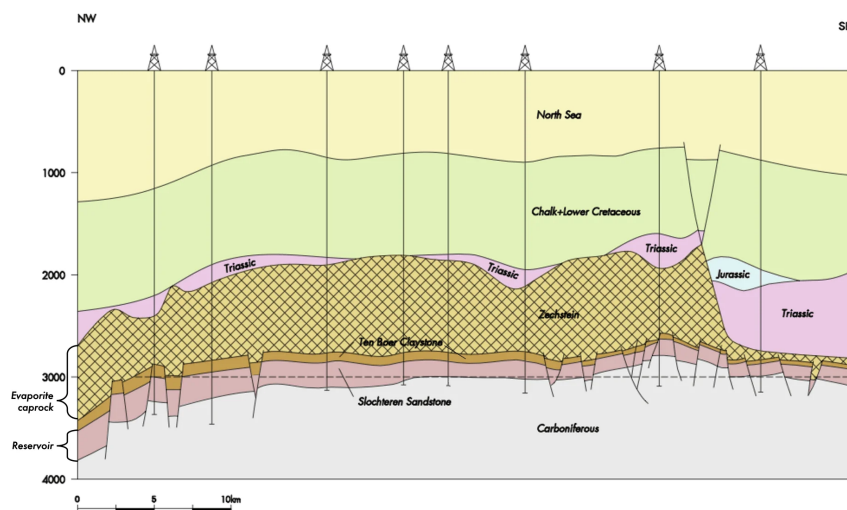 NW
SE
0
North Sea
1000
Chalk+Lower Cretaceous
Triassic
Triassic
Triassic
Jurassic
2000
Zechstein
Triassic
Ten Boer Claystone
3000
Evaporite
caprock
Slochteren Sandstone
Carboniferous
Reservoir
4000
0 5 10km